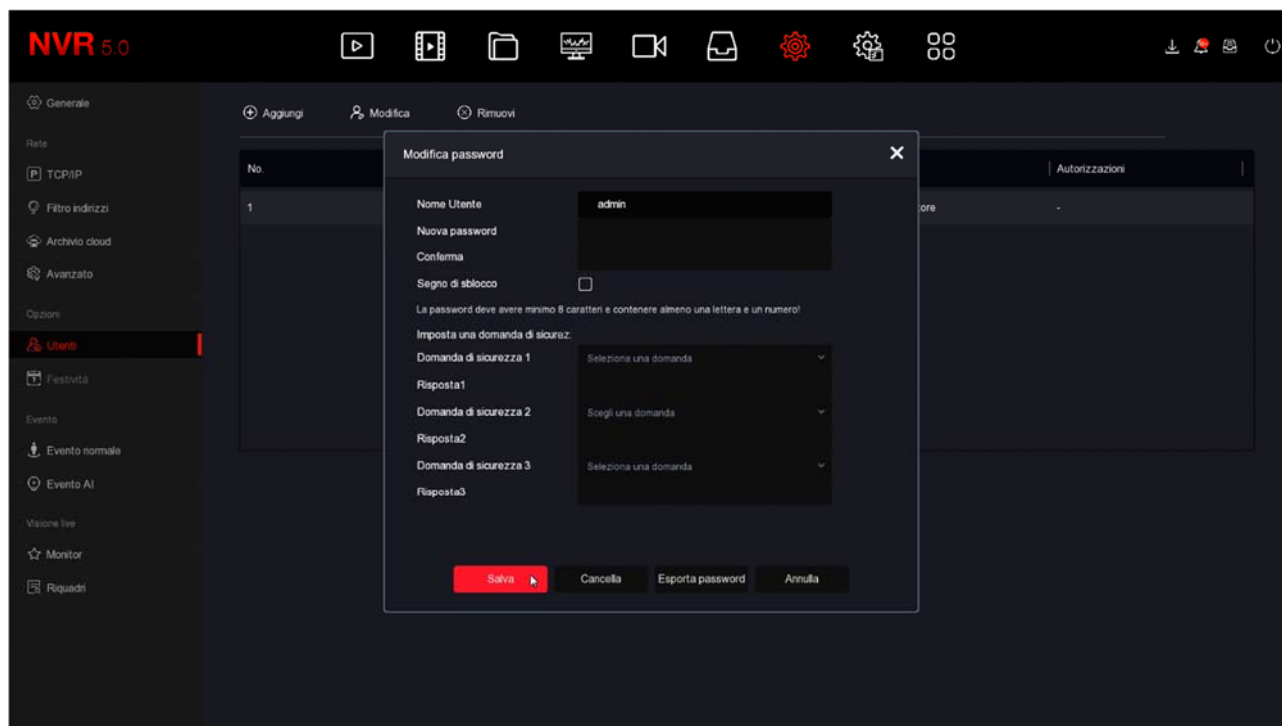 NVR 5.0
Generale
Aggiungi Modifica Rimuovi
Rete
TCP/IP
Filtro indirizzi
Archivio cloud
Avanzato
Opzioni
Utenti
Festività
Evento
Evento normale
Evento AI
Visione live
Monitor
Riquadri
No. Autorizzazioni
1 ore -
Modifica password
Nome Utente admin
Nuova password
Conferma
Segno di sblocco
La password deve avere minimo 8 caratteri e contenere almeno una lettera e un numero!
Imposta una domanda di sicurez
Domanda di sicurezza 1 Seleziona una domanda
Risposta1
Domanda di sicurezza 2 Scegli una domanda
Risposta2
Domanda di sicurezza 3 Seleziona una domanda
Risposta3
Salva Cancella Esporta password Annulla